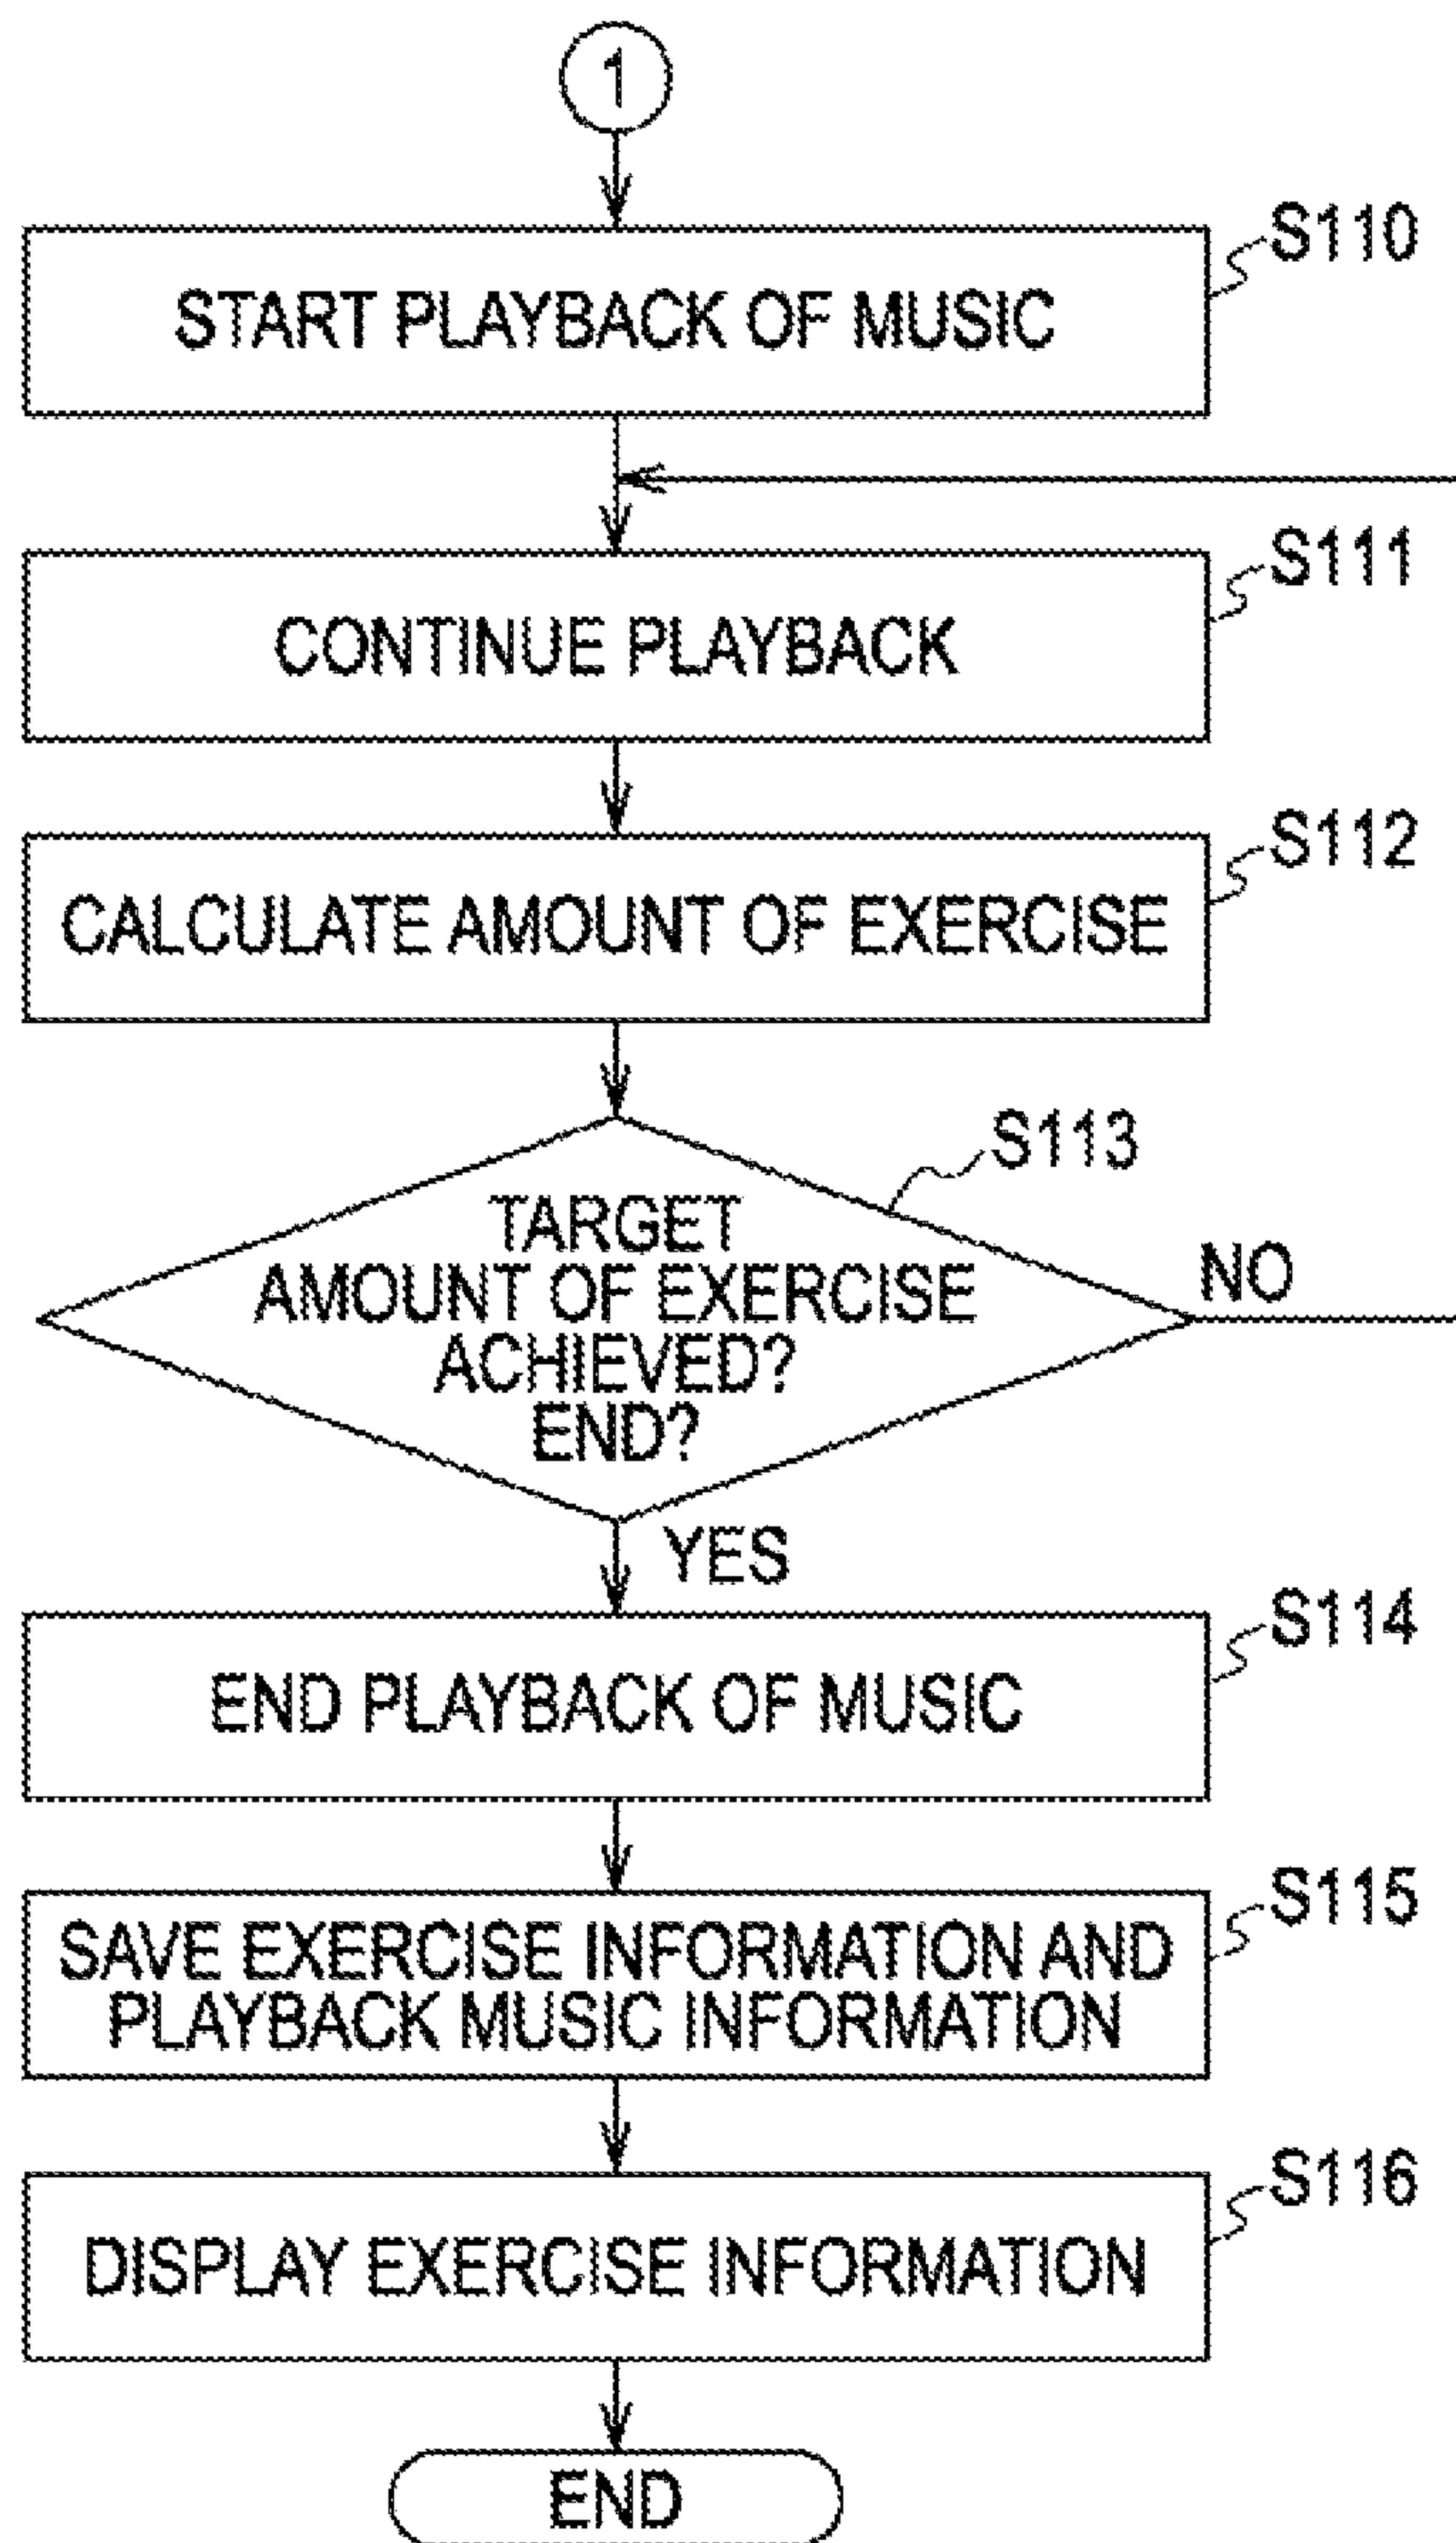 1
S110
START PLAYBACK OF MUSIC
S111
CONTINUE PLAYBACK
S112
CALCULATE AMOUNT OF EXERCISE
S113
TARGET
AMOUNT OF EXERCISE
ACHIEVED?
END?
NO
YES
S114
END PLAYBACK OF MUSIC
S115
SAVE EXERCISE INFORMATION AND
PLAYBACK MUSIC INFORMATION
S116
DISPLAY EXERCISE INFORMATION
END